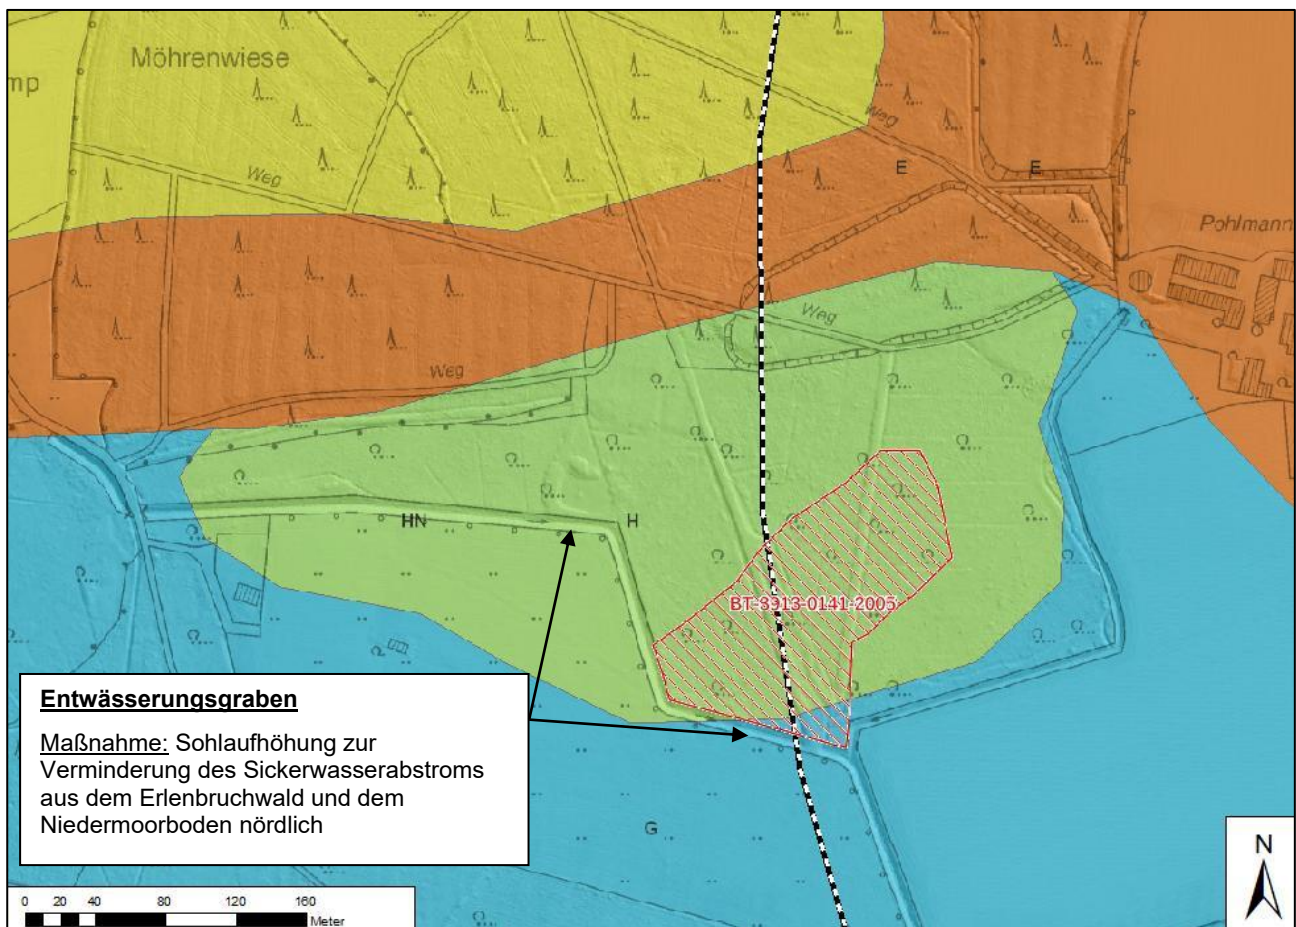 Möhrenwiese
mp
Weg
Weg
E
E
Pohlmann
Weg
Weg
HN
H
BT-8913-0141-2005
Entwässerungsgraben
Maßnahme: Sohlaufhöhung zur
Verminderung des Sickerwasserabstroms
aus dem Erlenbruchwald und dem
Niedermoorboden nördlich
G
N
0 20 40 80 120 160
Meter